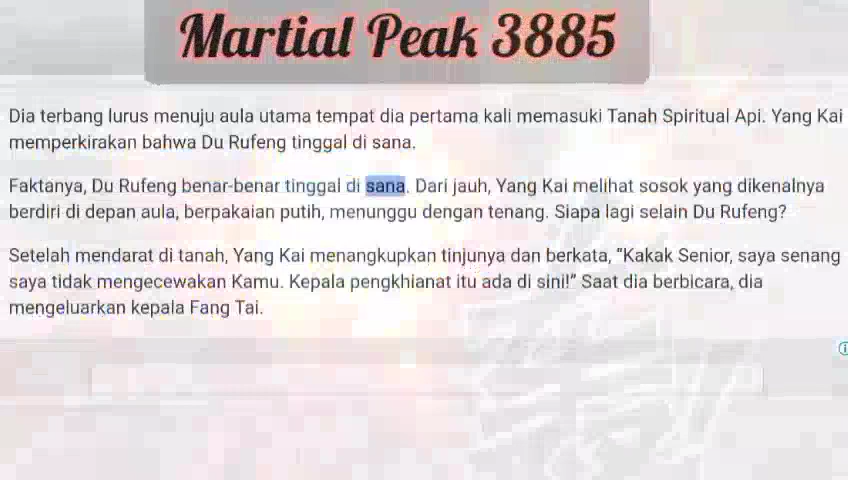 Martial Peak 3885
Dia terbang lurus menuju aula utama tempat dia pertama kali memasuki Tanah Spiritual Api. Yang Kai
memperkirakan bahwa Du Rufeng tinggal di sana.
Faktanya, Du Rufeng benar-benar tinggal di sana. Dari jauh, Yang Kai melihat sosok yang dikenalnya
berdiri di depan aula, berpakaian putih, menunggu dengan tenang. Siapa lagi selain Du Rufeng?
Setelah mendarat di tanah, Yang Kai menangkupkan tinjunya dan berkata, “Kakak Senior, saya senang
saya tidak mengecewakan Kamu. Kepala pengkhianat itu ada di sini!” Saat dia berbicara, dia
mengeluarkan kepala Fang Tai.